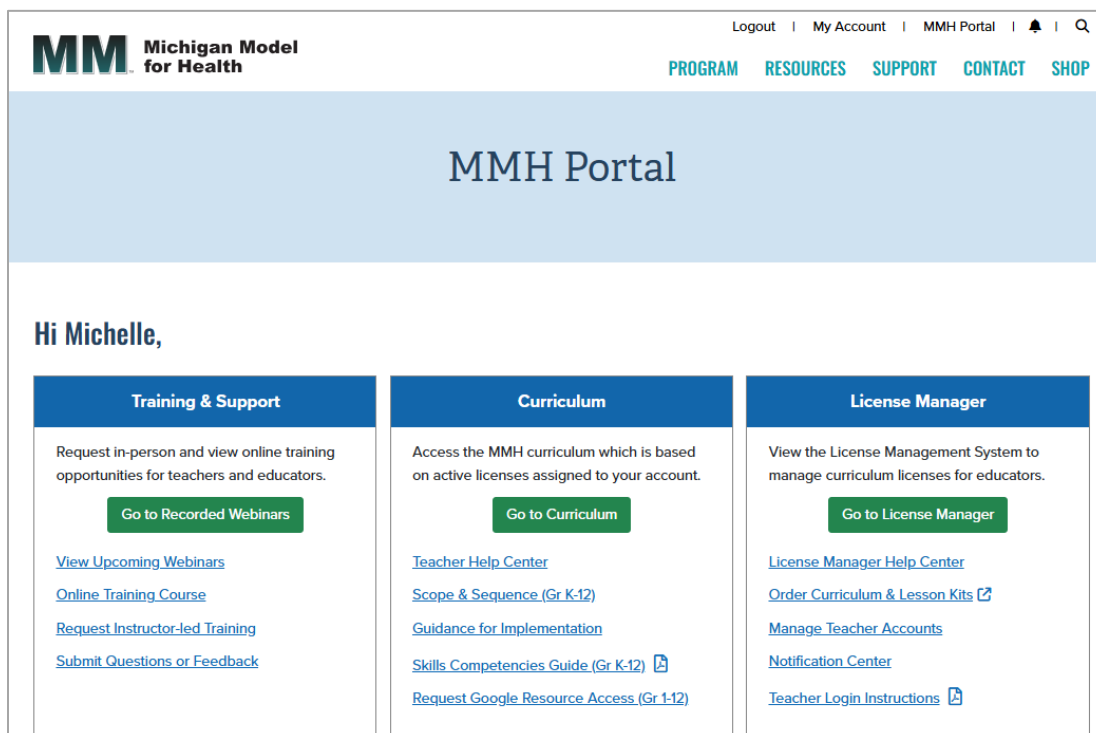 Logout | My Account | MMH Portal | |
MM™ Michigan Model
for Health
PROGRAM RESOURCES SUPPORT CONTACT SHOP
MMH Portal
Hi Michelle,
Training & Support
Request in-person and view online training
opportunities for teachers and educators.
Go to Recorded Webinars
View Upcoming Webinars
Online Training Course
Request Instructor-led Training
Submit Questions or Feedback
Curriculum
Access the MMH curriculum which is based
on active licenses assigned to your account.
Go to Curriculum
Teacher Help Center
Scope & Sequence (Gr K-12)
Guidance for Implementation
Skills Competencies Guide (Gr K-12)
Request Google Resource Access (Gr 1-12)
License Manager
View the License Management System to
manage curriculum licenses for educators.
Go to License Manager
License Manager Help Center
Order Curriculum & Lesson Kits
Manage Teacher Accounts
Notification Center
Teacher Login Instructions